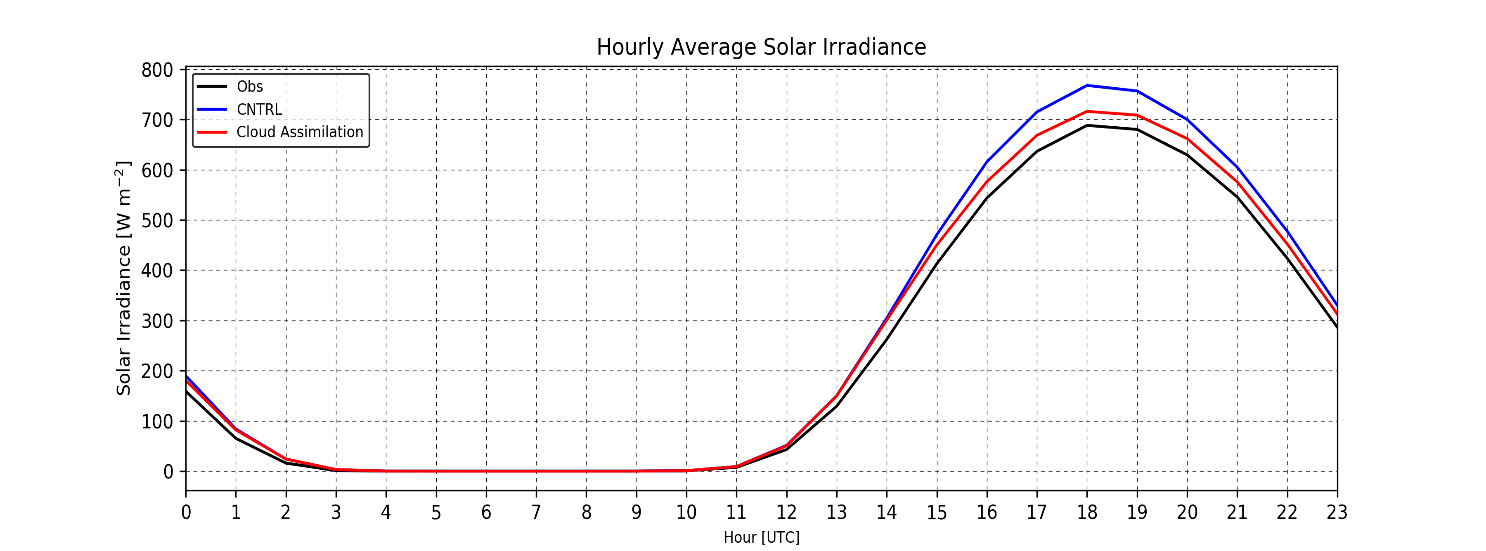 Hourly Average Solar Irradiance
Obs
CNTRL
Cloud Assimilation
Solar Irradiance [W m⁻²]
800
700
600
500
400
300
200
100
0
0 1 2 3 4 5 6 7 8 9 10 11 12 13 14 15 16 17 18 19 20 21 22 23
Hour [UTC]